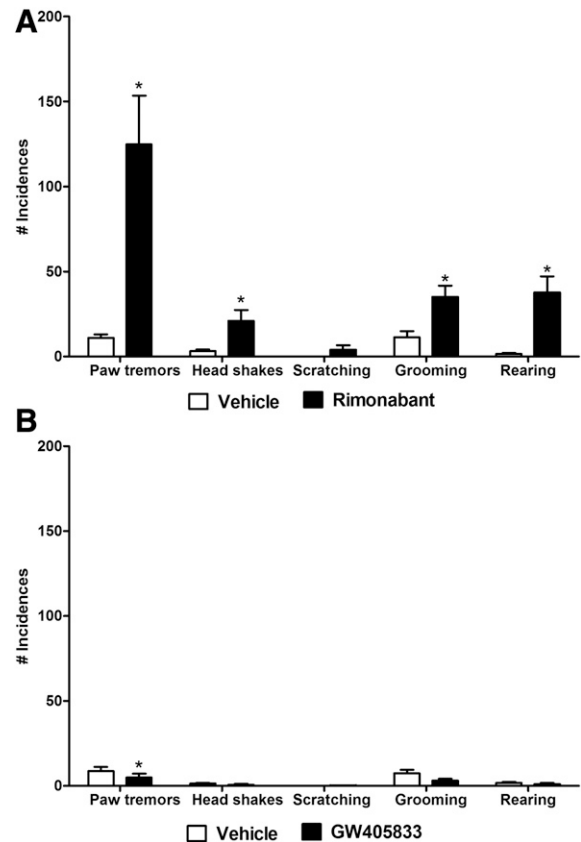 A
200
150
100
50
0
# Incidences
* * * *
Paw tremors Head shakes Scratching Grooming Rearing
Vehicle Rimonabant
B
200
150
100
50
0
# Incidences
*
Paw tremors Head shakes Scratching Grooming Rearing
Vehicle GW405833